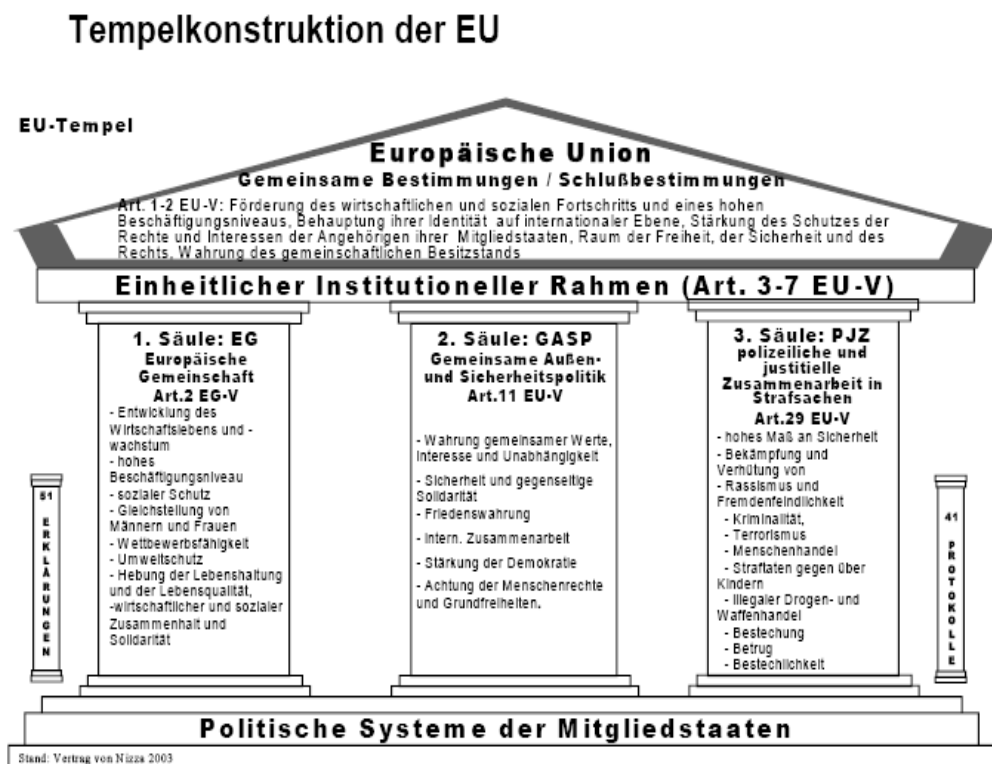 Tempelkonstruktion der EU
EU-Tempel
Europäische Union
Gemeinsame Bestimmungen / Schlußbestimmungen
Art. 1-2 EU-V: Förderung des wirtschaftlichen und sozialen Fortschritts und eines hohen
Beschäftigungsniveaus, Behauptung ihrer Identität auf internationaler Ebene, Stärkung des Schutzes der
Rechte und Interessen der Angehörigen ihrer Mitgliedstaaten, Raum der Freiheit, der Sicherheit und des
Rechts, Wahrung des gemeinschaftlichen Besitzstands
Einheitlicher Institutioneller Rahmen (Art. 3-7 EU-V)
1. Säule: EG
Europäische
Gemeinschaft
Art.2 EG-V
- Entwicklung des
Wirtschaftslebens und -
wachstum
- hohes
Beschäftigungsniveau
- sozialer Schutz
- Gleichstellung von
Männern und Frauen
- Wettbewerbsfähigkeit
- Umweltschutz
- Hebung der Lebenshaltung
und der Lebensqualität,
-wirtschaftlicher und sozialer
Zusammenhalt und
Solidarität
2. Säule: GASP
Gemeinsame Außen-
und Sicherheitspolitik
Art.11 EU-V
- Wahrung gemeinsamer Werte,
Interesse und Unabhängigkeit
- Sicherheit und gegenseitige
Solidarität
- Friedenswahrung
- Intern. Zusammenarbeit
- Stärkung der Demokratie
- Achtung der Menschenrechte
und Grundfreiheiten.
3. Säule: PJZ
polizeiliche und
justitielle
Zusammenarbeit in
Strafsachen
Art.29 EU-V
- hohes Maß an Sicherheit
- Bekämpfung und
Verhütung von
- Rassismus und
Fremdenfeindlichkeit
- Kriminalität,
- Terrorismus
- Menschenhandel
- Straftaten gegen über
Kindern
- Illegaler Drogen- und
Waffenhandel
- Bestechung
- Betrug
- Bestechlichkeit
51 ERKLÄRUNGEN
41 PROTOKOLLE
Politische Systeme der Mitgliedstaaten
Stand: Vertrag von Nizza 2003